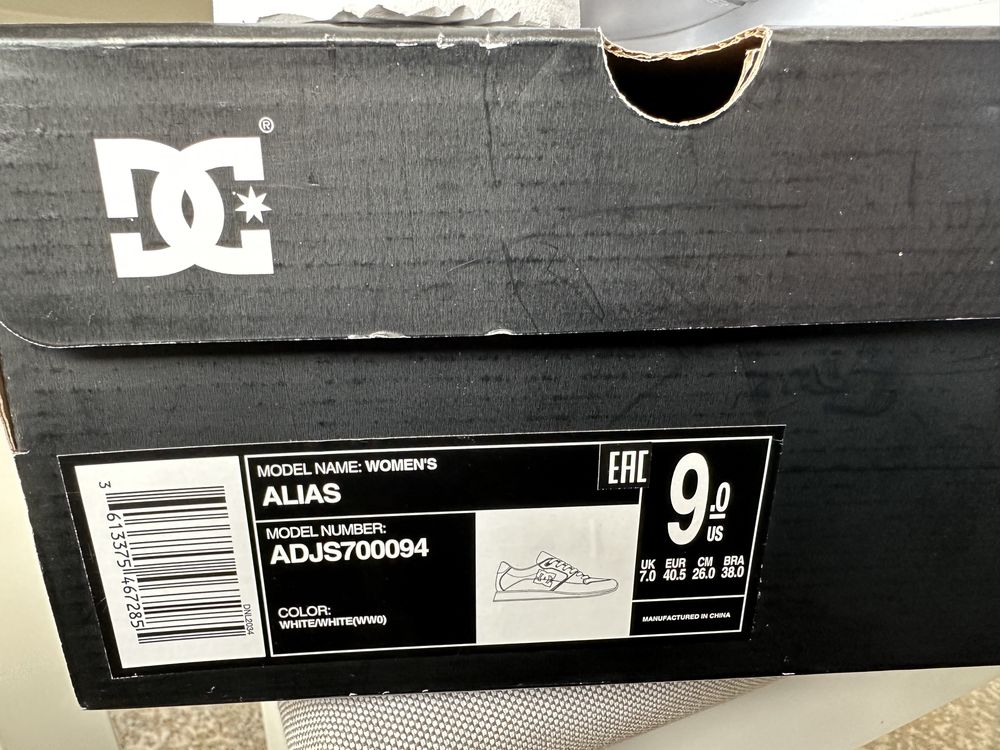 DC
®
MODEL NAME: WOMEN'S
ALIAS
MODEL NUMBER:
ADJS700094
COLOR:
WHITE/WHITE(WW0)
EAC
9.0
US
UK EUR CM BRA
7.0 40.5 26.0 38.0
MANUFACTURED IN CHINA
3 613375 467285
DNL2034